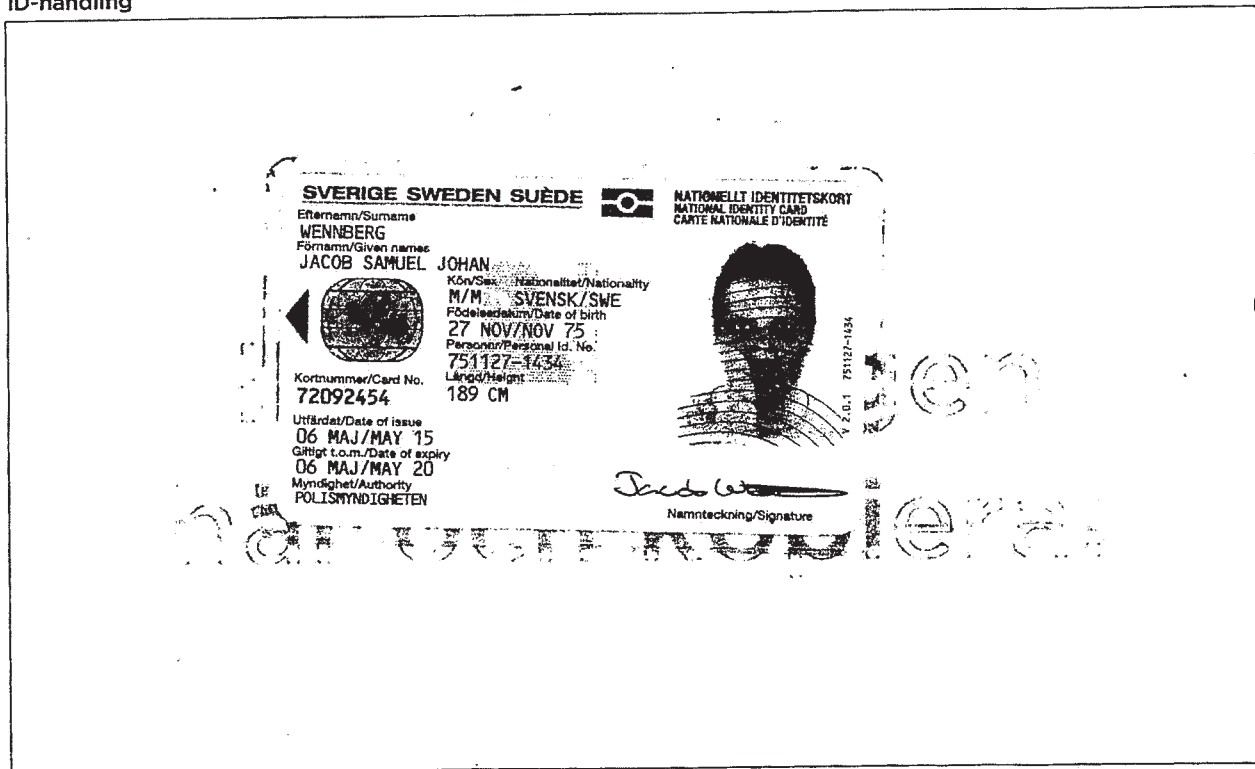 ID-handling
SVERIGE SWEDEN SUÈDE
NATIONELLT IDENTITETSKORT
NATIONAL IDENTITY CARD
CARTE NATIONALE D'IDENTITÉ
Efternamn/Surname
WENNBERG
Förnamn/Given names
JACOB SAMUEL JOHAN
Kön/Sex Nationalitet/Nationality
M/M SVENSK/SWE
Födelsedatum/Date of birth
27 NOV/NOV 75
Personnr/Personal Id. No.
751127-1434
Längd/Height
189 CM
Kortnummer/Card No.
72092454
Utfärdat/Date of issue
06 MAJ/MAY 15
Giltigt t.o.m./Date of expiry
06 MAJ/MAY 20
Myndighet/Authority
POLISMYNDIGHETEN
V 2.0.1 751127-1434
Jacob
Namnteckning/Signature